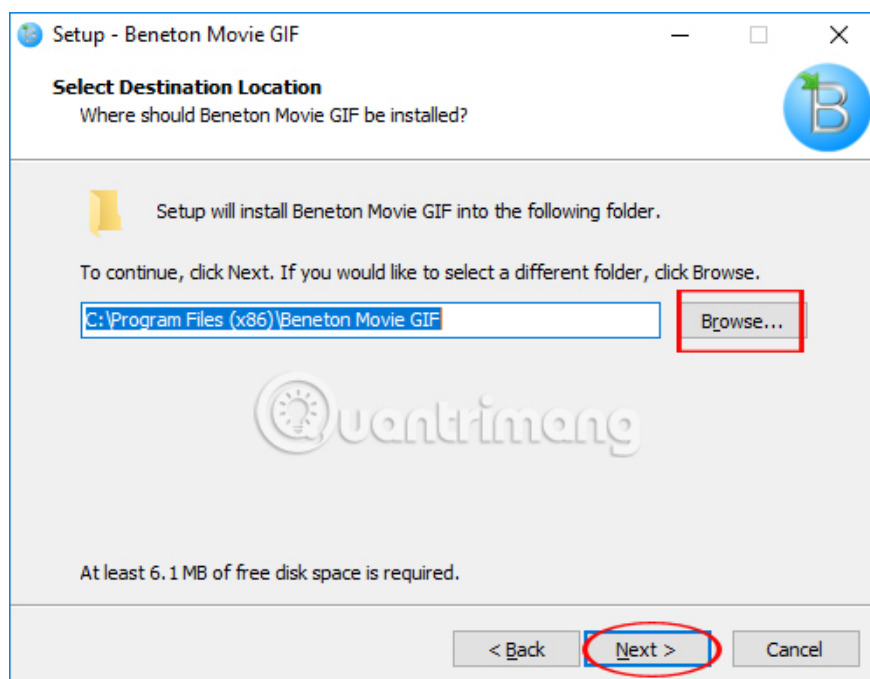 Setup - Beneton Movie GIF
Select Destination Location
Where should Beneton Movie GIF be installed?
B
Setup will install Beneton Movie GIF into the following folder.
To continue, click Next. If you would like to select a different folder, click Browse.
C:\Program Files (x86)\Beneton Movie GIF
Browse...
Quantrimang
At least 6.1 MB of free disk space is required.
< Back Next > Cancel